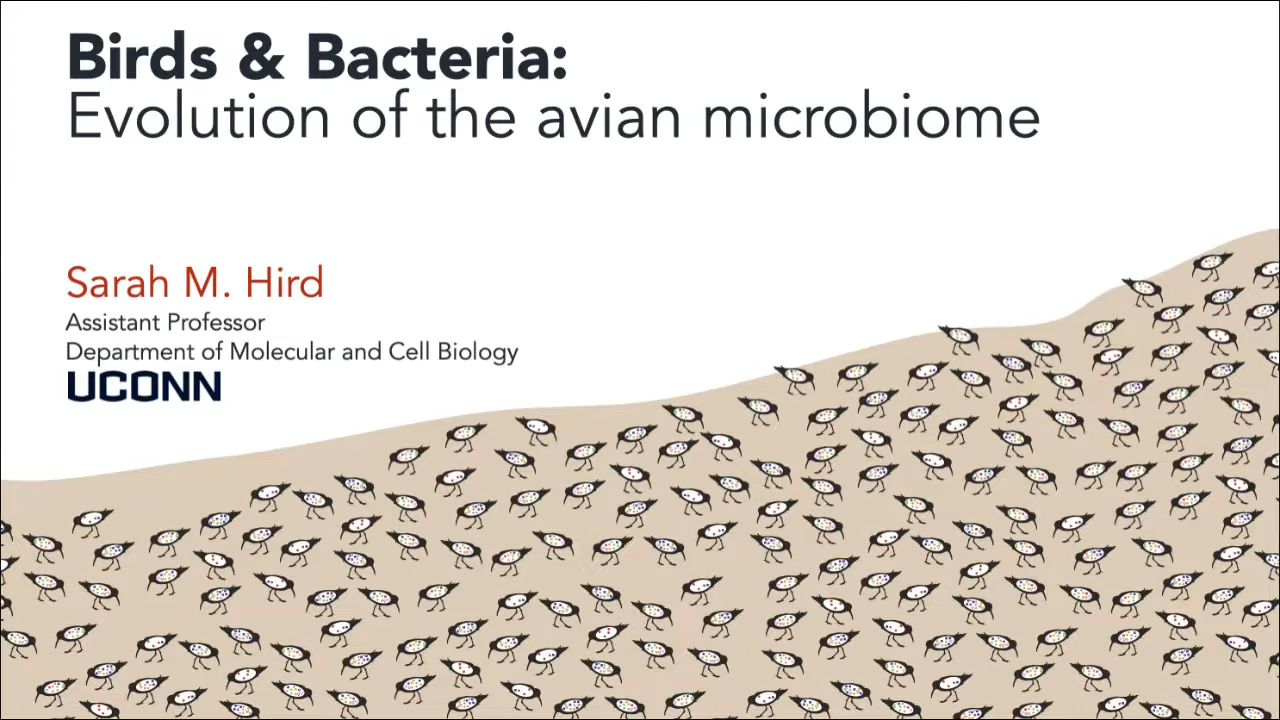 Birds & Bacteria:
Evolution of the avian microbiome
Sarah M. Hird
Assistant Professor
Department of Molecular and Cell Biology
UCONN